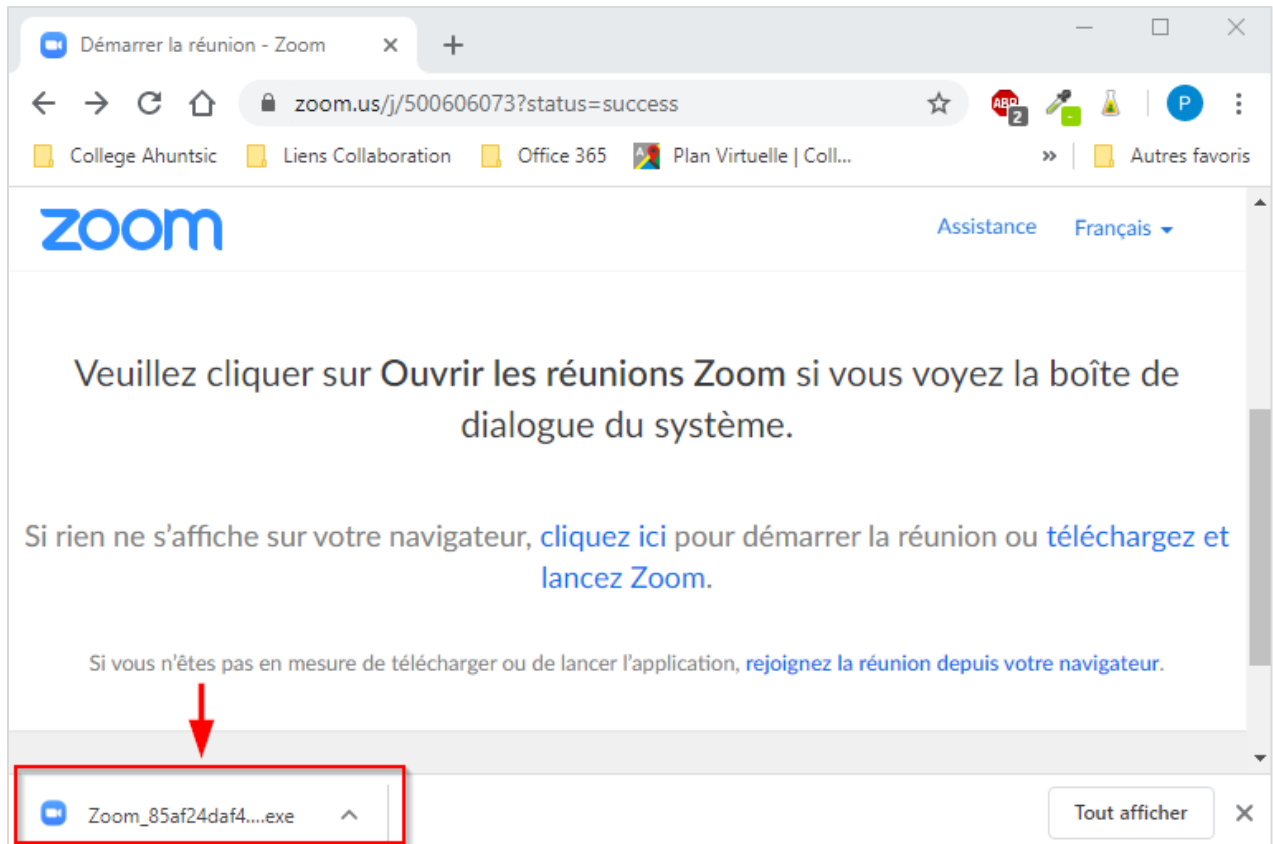 Démarrer la réunion - Zoom
zoom.us/j/500606073?status=success
ABP
2
-
P
College Ahuntsic
Liens Collaboration
Office 365
Plan Virtuelle | Coll...
»
Autres favoris
zoom
Assistance
Français
Veuillez cliquer sur Ouvrir les réunions Zoom si vous voyez la boîte de
dialogue du système.
Si rien ne s’affiche sur votre navigateur, cliquez ici pour démarrer la réunion ou téléchargez et
lancez Zoom.
Si vous n’êtes pas en mesure de télécharger ou de lancer l’application, rejoignez la réunion depuis votre navigateur.
Zoom_85af24daf4....exe
Tout afficher